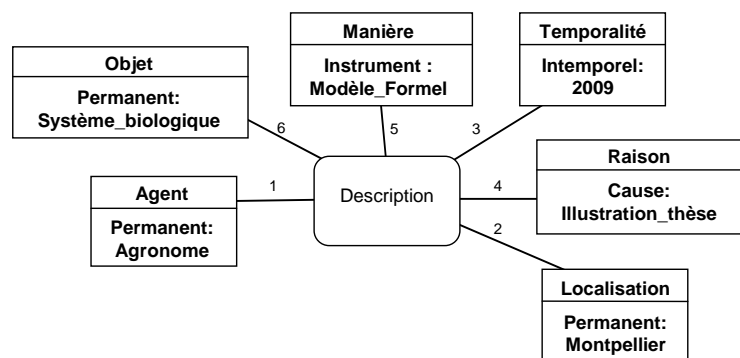 Manière
Instrument :
Modèle_Formel
Temporalité
Intemporel:
2009
Objet
Permanent:
Système_biologique
6
5
3
Raison
Cause:
Illustration_thèse
Agent
Permanent:
Agronome
1
Description
4
2
Localisation
Permanent:
Montpellier